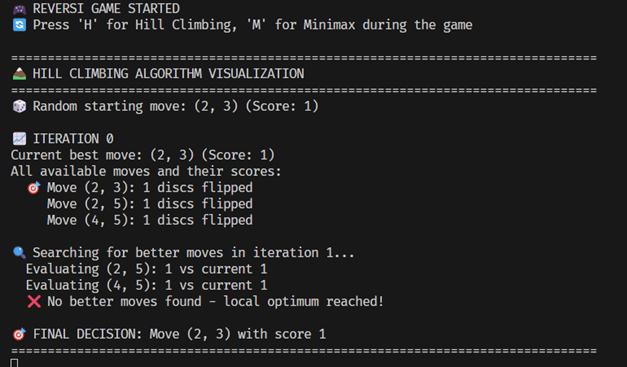 🎮 REVERSI GAME STARTED
🔄 Press 'H' for Hill Climbing, 'M' for Minimax during the game
================================================================================
⛰️ HILL CLIMBING ALGORITHM VISUALIZATION
================================================================================
🎲 Random starting move: (2, 3) (Score: 1)
📈 ITERATION 0
Current best move: (2, 3) (Score: 1)
All available moves and their scores:
🎯 Move (2, 3): 1 discs flipped
Move (2, 5): 1 discs flipped
Move (4, 5): 1 discs flipped
🔍 Searching for better moves in iteration 1...
Evaluating (2, 5): 1 vs current 1
Evaluating (4, 5): 1 vs current 1
❌ No better moves found - local optimum reached!
🎯 FINAL DECISION: Move (2, 3) with score 1
================================================================================